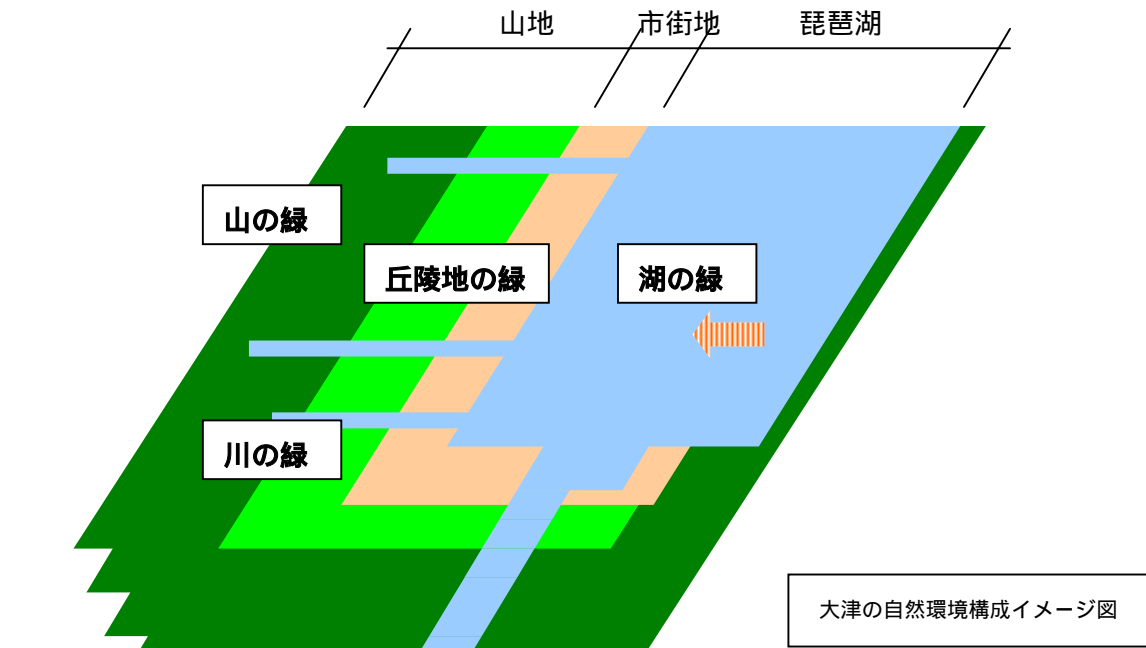 山地
市街地
琵琶湖
山の緑
丘陵地の緑
湖の緑
川の緑
大津の自然環境構成イメージ図